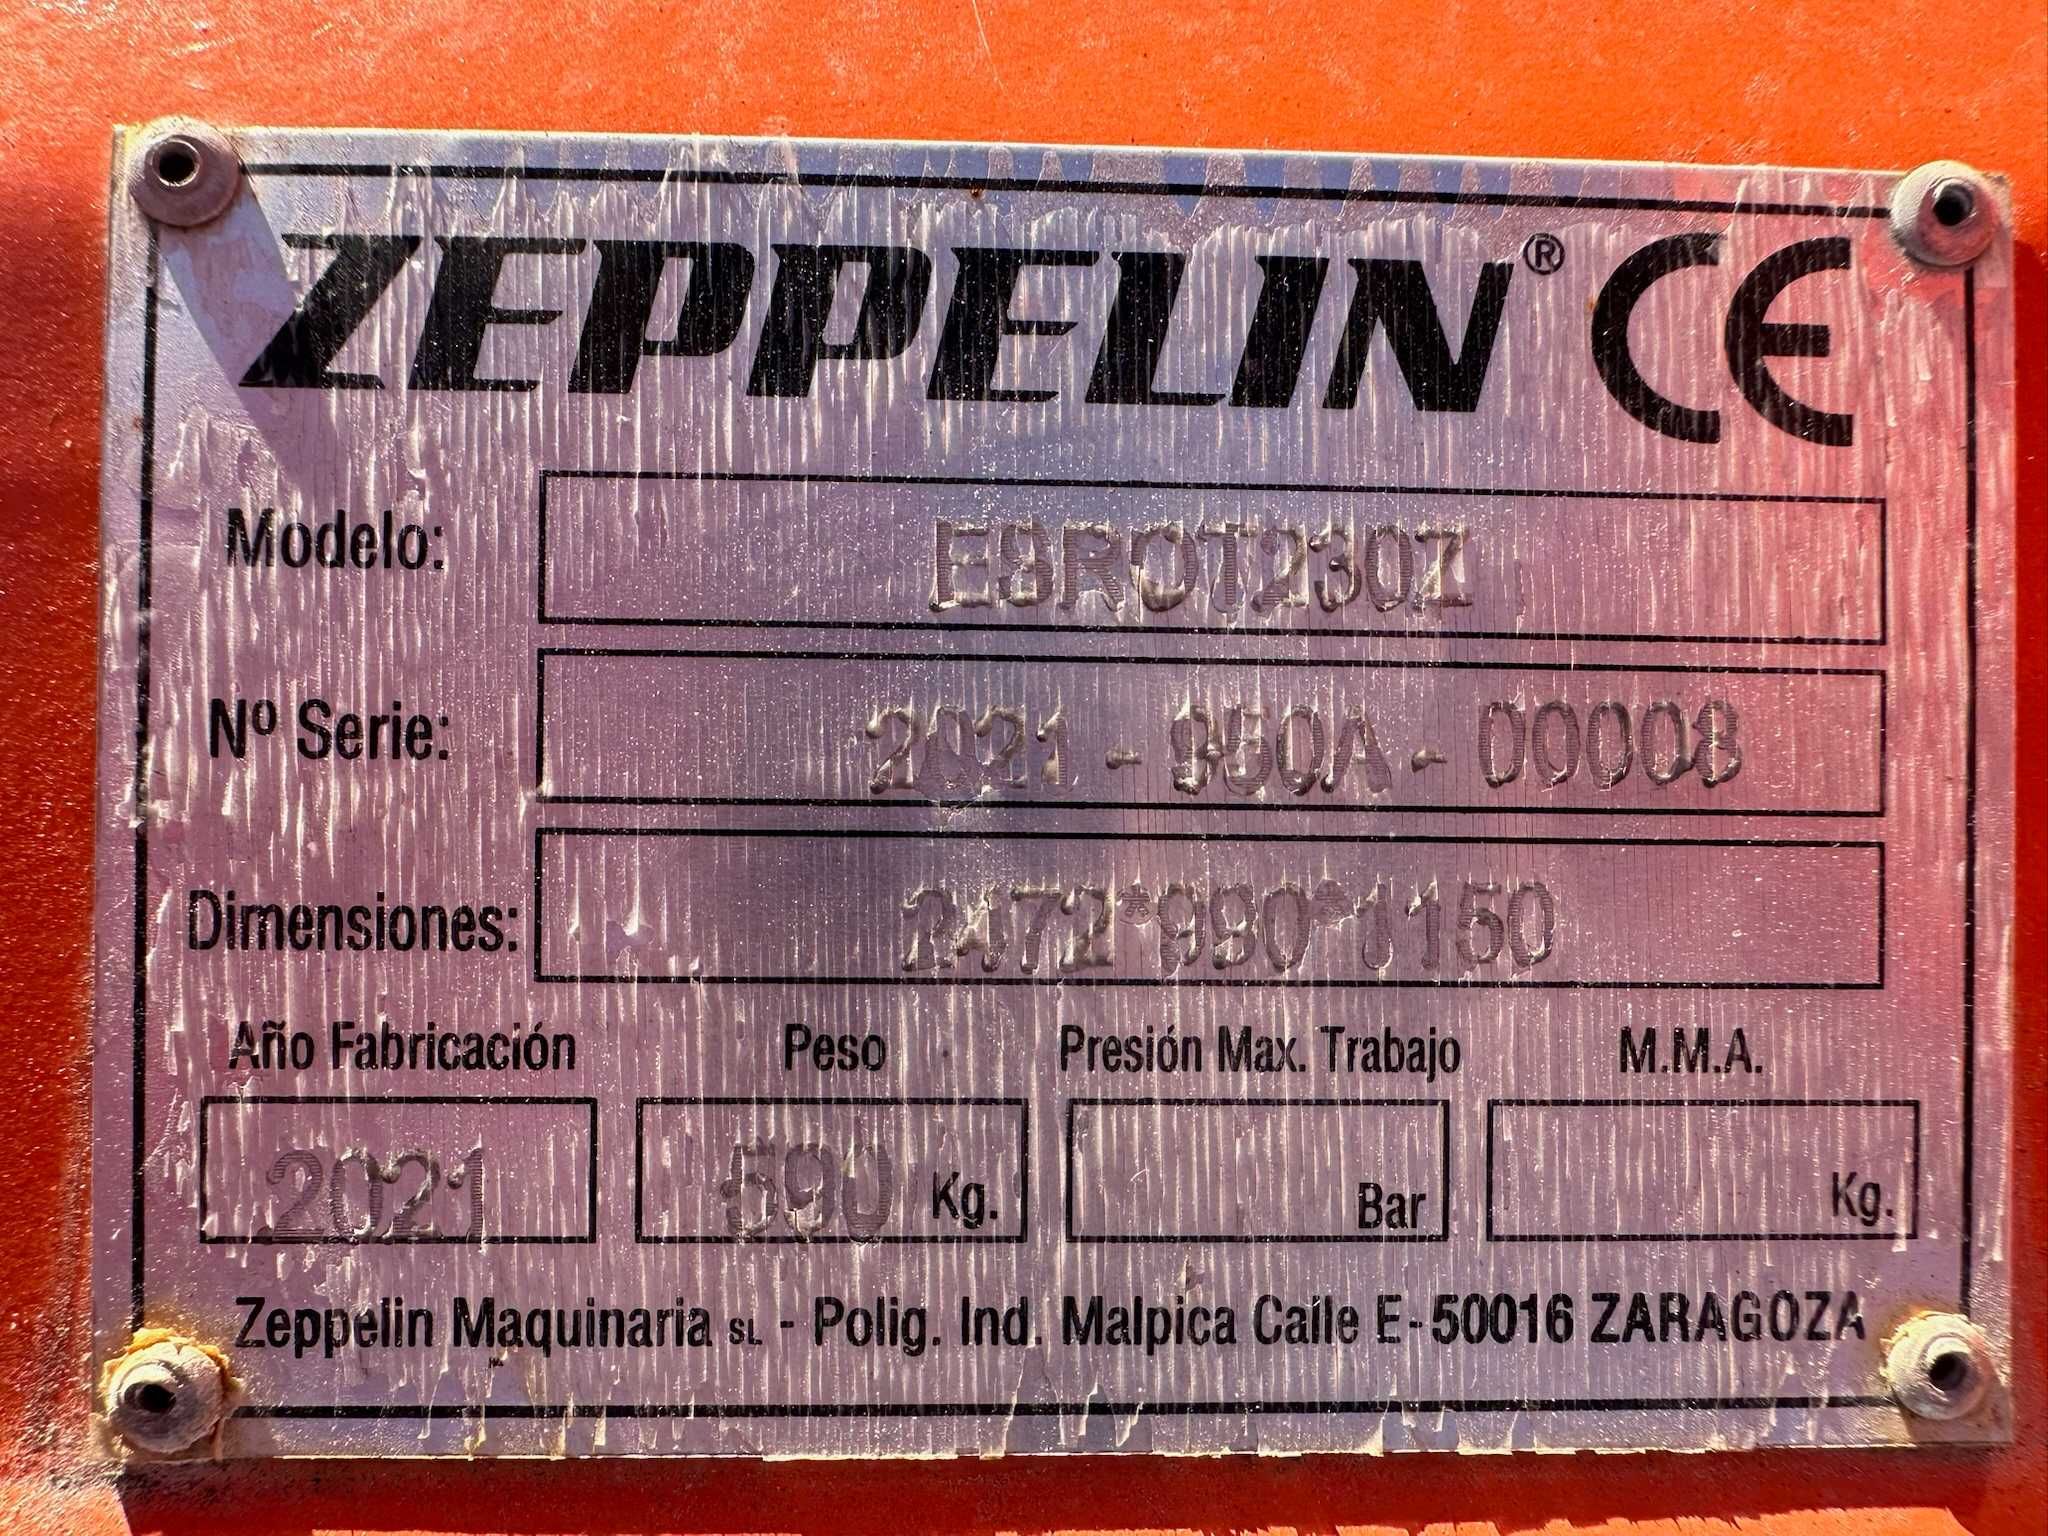 ZEPPELIN® CE
Modelo: ESROT230Z
Nº Serie: 2021 - 950A - 00008
Dimensiones: 2472*990*1150
Año Fabricación Peso Presión Max. Trabajo M.M.A.
2021 590 Kg. Bar Kg.
Zeppelin Maquinaria SL - Polig. Ind. Malpica Calle E - 50016 ZARAGOZA